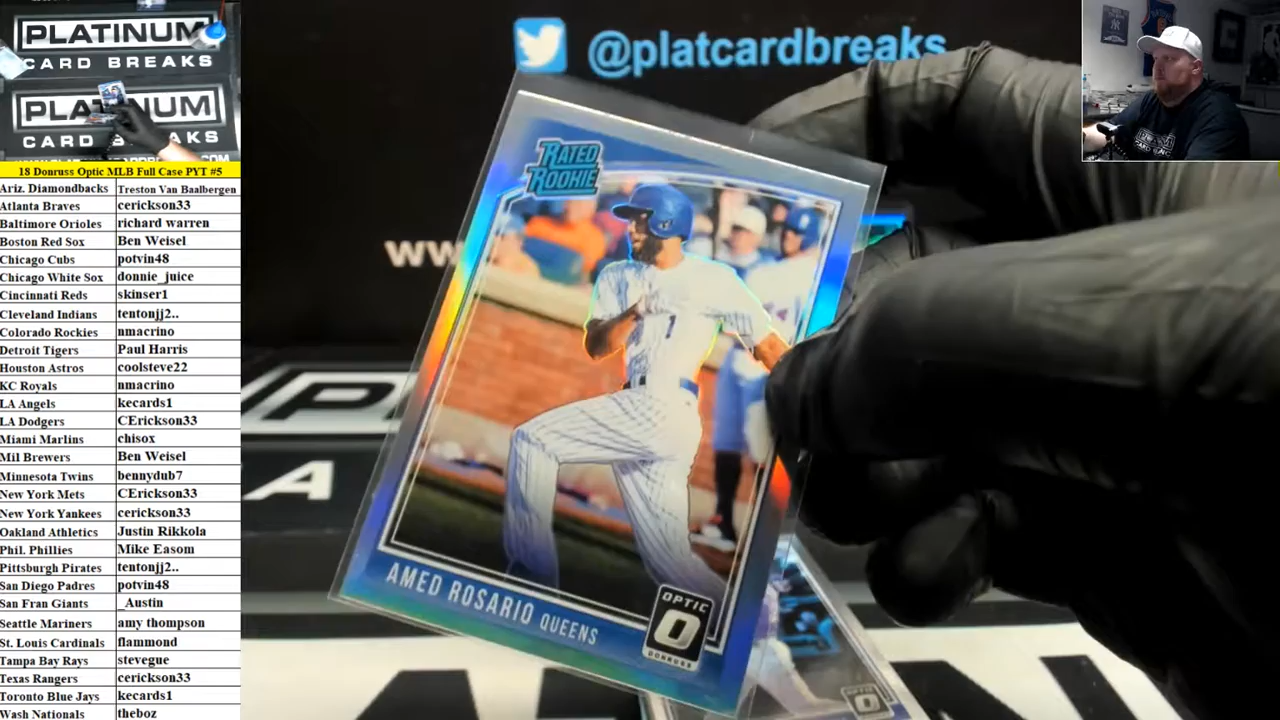 PLATINUM
CARD BREAKS
PLATINUM
CARD BREAKS
18 Donruss Optic MLB Full Case PYT #5
Ariz. Diamondbacks Treston Van Baalbergen
Atlanta Braves cerickson33
Baltimore Orioles richard warren
Boston Red Sox Ben Weisel
Chicago Cubs potvin48
Chicago White Sox donnie_juice
Cincinnati Reds skinser1
Cleveland Indians tentonjj2..
Colorado Rockies nmacrino
Detroit Tigers Paul Harris
Houston Astros coolsteve22
KC Royals nmacrino
LA Angels kecards1
LA Dodgers CErickson33
Miami Marlins chisox
Mil Brewers Ben Weisel
Minnesota Twins bennydub7
New York Mets CErickson33
New York Yankees cerickson33
Oakland Athletics Justin Rikkola
Phil. Phillies Mike Easom
Pittsburgh Pirates tentonjj2..
San Diego Padres potvin48
San Fran Giants _Austin
Seattle Mariners amy thompson
St. Louis Cardinals flammond
Tampa Bay Rays stevegue
Texas Rangers cerickson33
Toronto Blue Jays kecards1
Wash Nationals theboz
@platcardbreaks
ww
RATED
ROOKIE
1
AMED ROSARIO QUEENS
OPTIC
DONRUSS